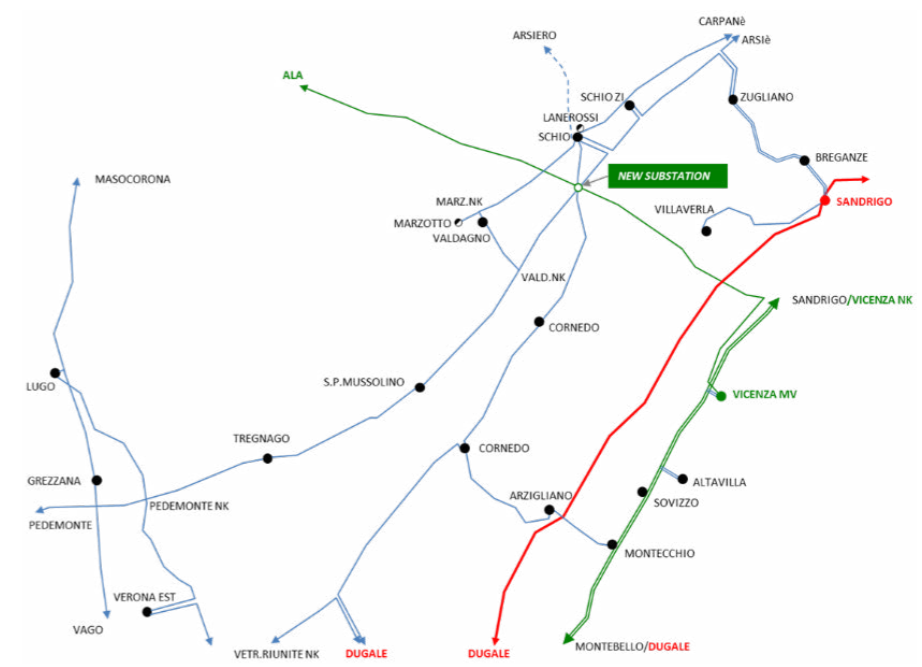 CARPANè
ARSIERO
ARSIè
ALA
SCHIO ZI
ZUGLIANO
LANEROSSI
SCHIO
BREGANZE
NEW SUBSTATION
MASOCORONA
MARZ.NK
SANDRIGO
VILLAVERLA
MARZOTTO
VALDAGNO
VALD.NK
SANDRIGO/VICENZA NK
CORNEDO
LUGO
S.P.MUSSOLINO
VICENZA MV
TREGNAGO
CORNEDO
GREZZANA
ALTAVILLA
ARZIGLIANO
SOVIZZO
PEDEMONTE NK
PEDEMONTE
MONTECCHIO
VERONA EST
VAGO
VETR.RIUNITE NK
DUGALE
DUGALE
MONTEBELLO/DUGALE